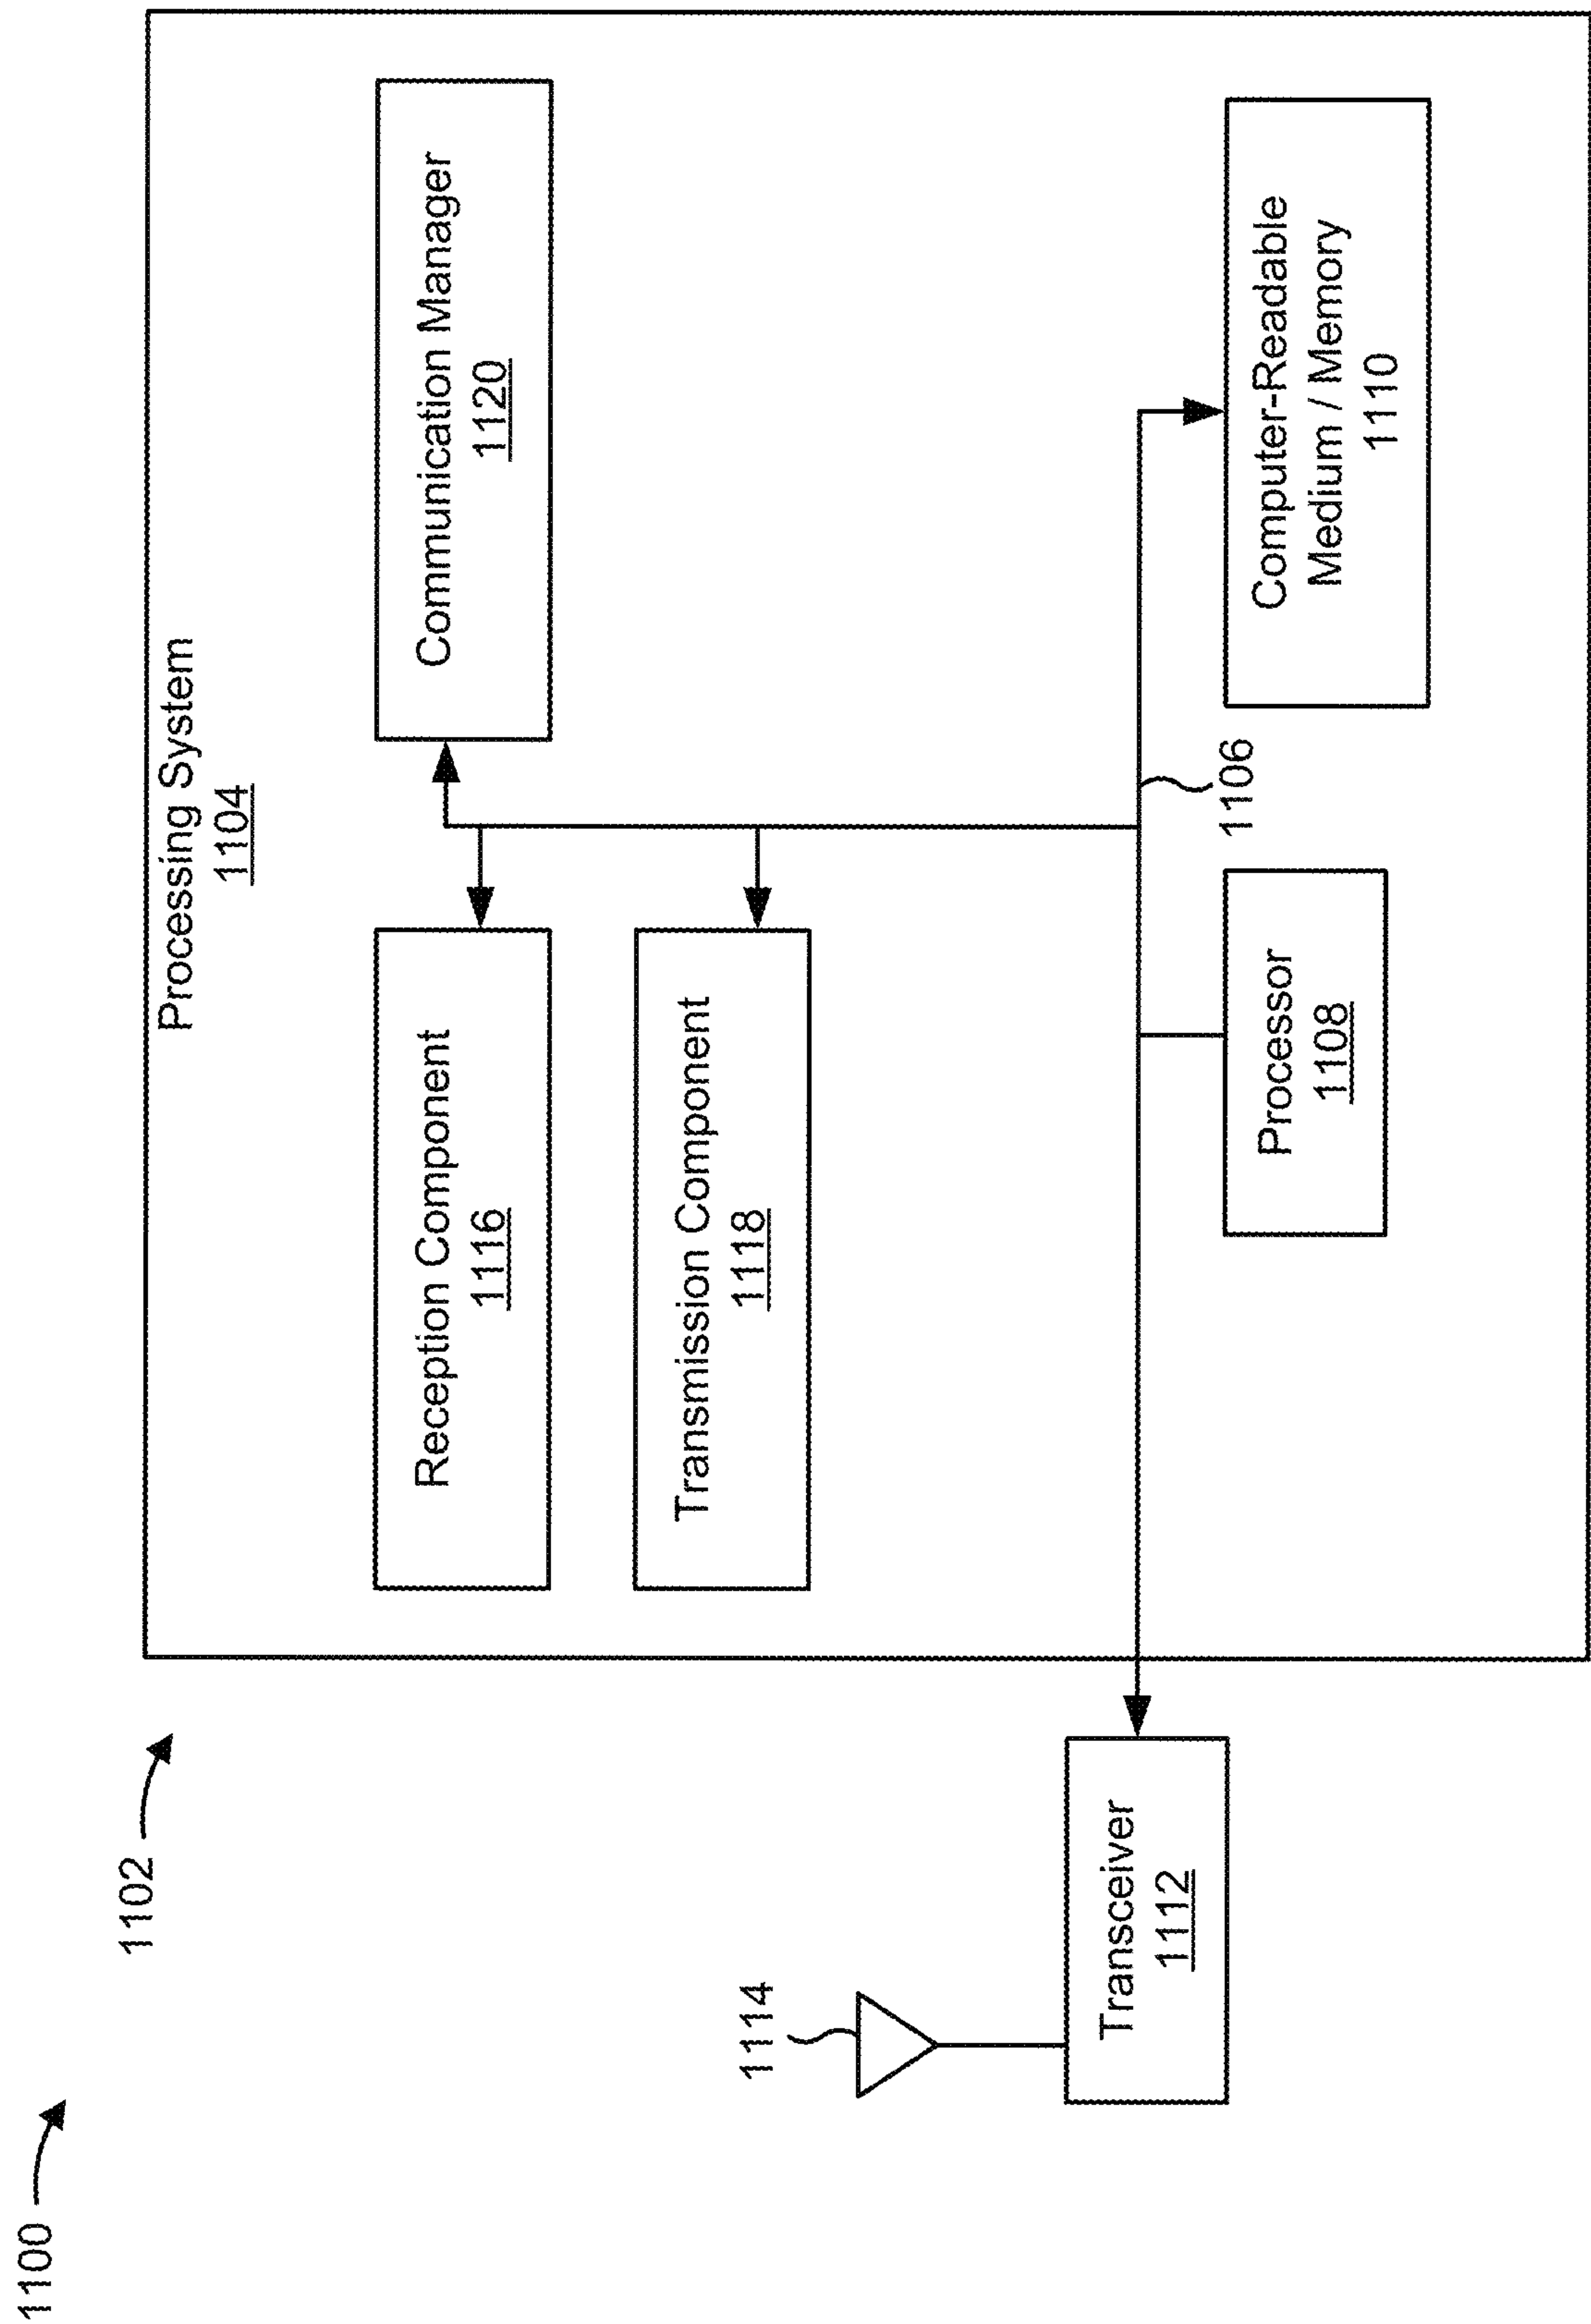 1100
1102
Processing System
1104
Reception Component
1116
Communication Manager
1120
Transmission Component
1118
1114
1106
Transceiver
1112
Processor
1108
Computer-Readable
Medium / Memory
1110